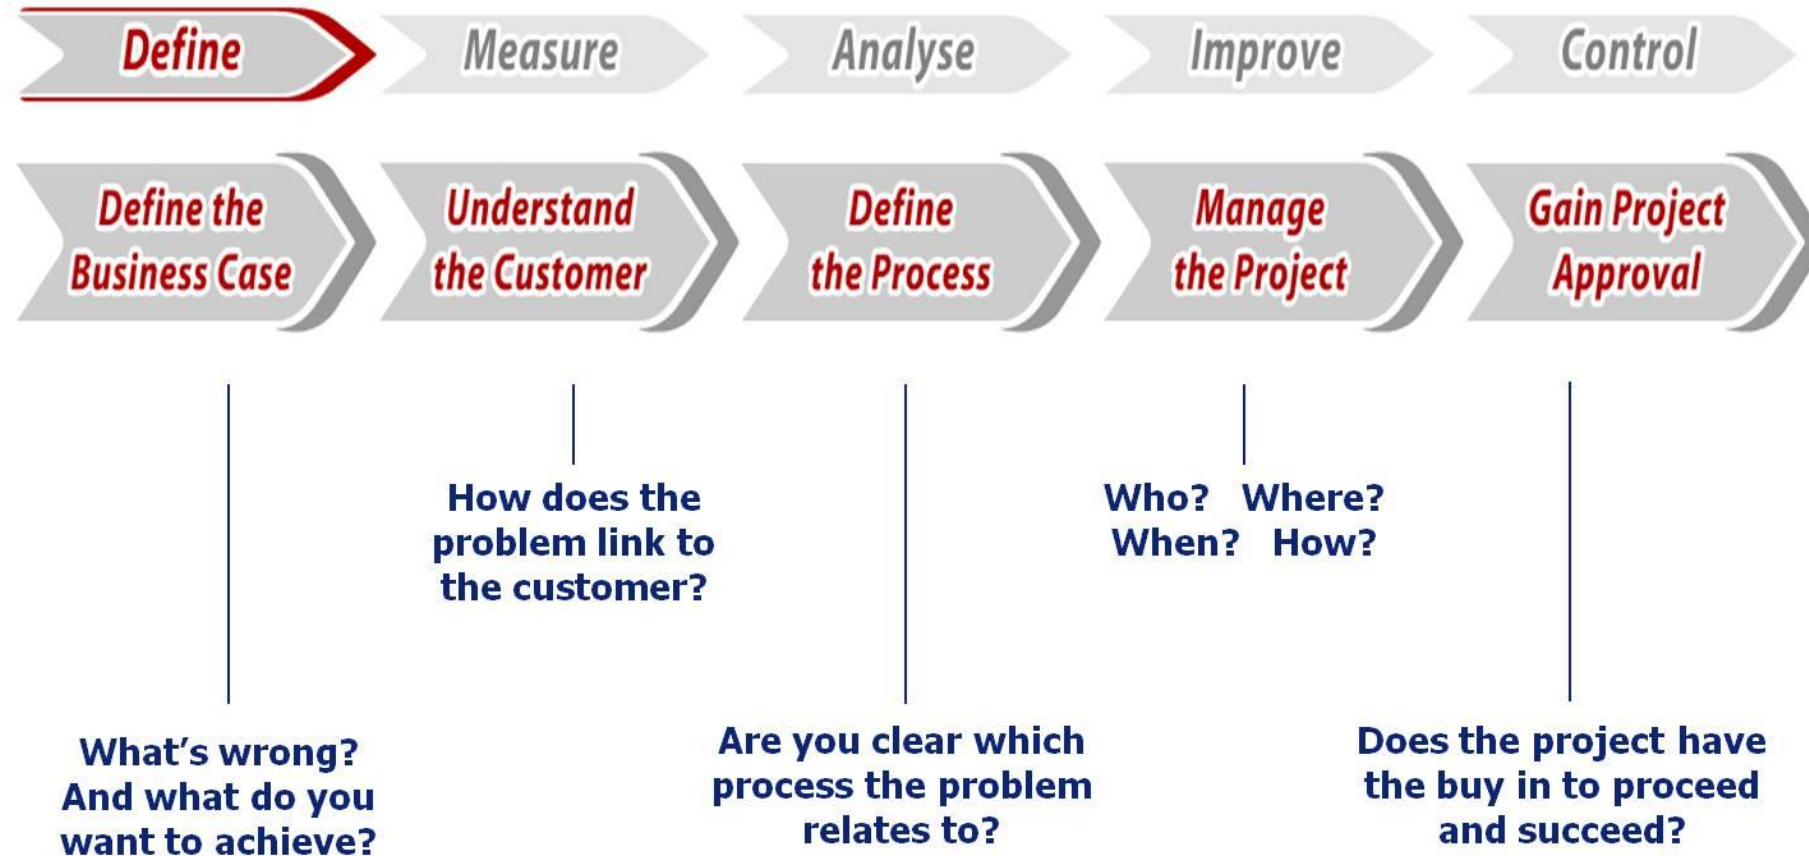 Define
Measure
Analyse
Improve
Control
Define the
Business Case
Understand
the Customer
Define
the Process
Manage
the Project
Gain Project
Approval
How does the
problem link to
the customer?
Who? Where?
When? How?
What’s wrong?
And what do you
want to achieve?
Are you clear which
process the problem
relates to?
Does the project have
the buy in to proceed
and succeed?